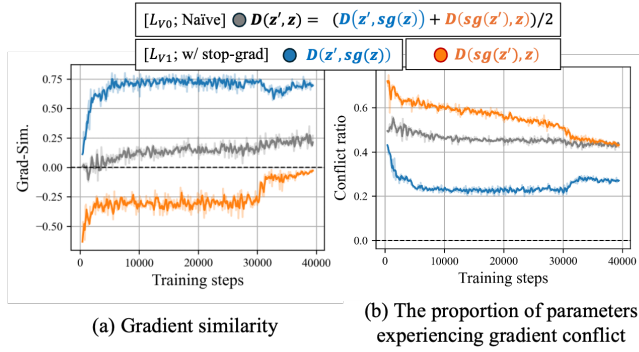 [L_V0; Naïve] D(z′, z) = (D(z′, sg(z)) + D(sg(z′), z))/2
[L_V1; w/ stop-grad] D(z′, sg(z)) D(sg(z′), z)
Grad-Sim.
0.75
0.50
0.25
0.00
−0.25
−0.50
0 10000 20000 30000 40000
Training steps
(a) Gradient similarity
Conflict ratio
0.6
0.4
0.2
0.0
0 10000 20000 30000 40000
Training steps
(b) The proportion of parameters
experiencing gradient conflict